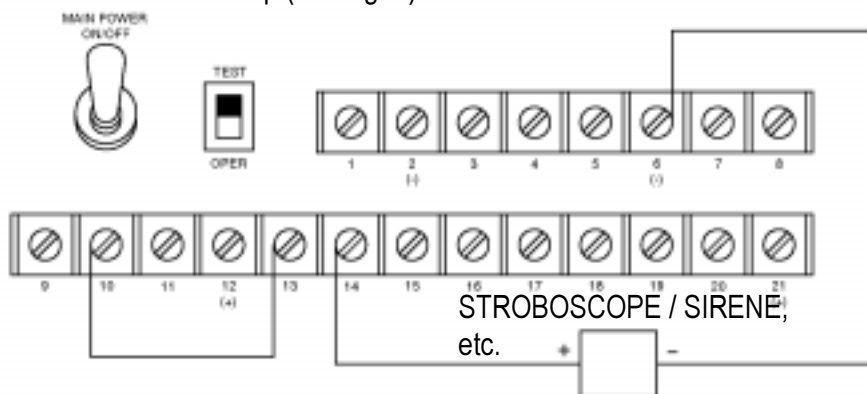 MAIN POWER
ON/OFF
TEST
OPER
1 2 3 4 5 6 7 8
(-) (-)
9 10 11 12 13 14 15 16 17 18 19 20 21
(+)
STROBOSCOPE / SIRENE,
etc.
+ -